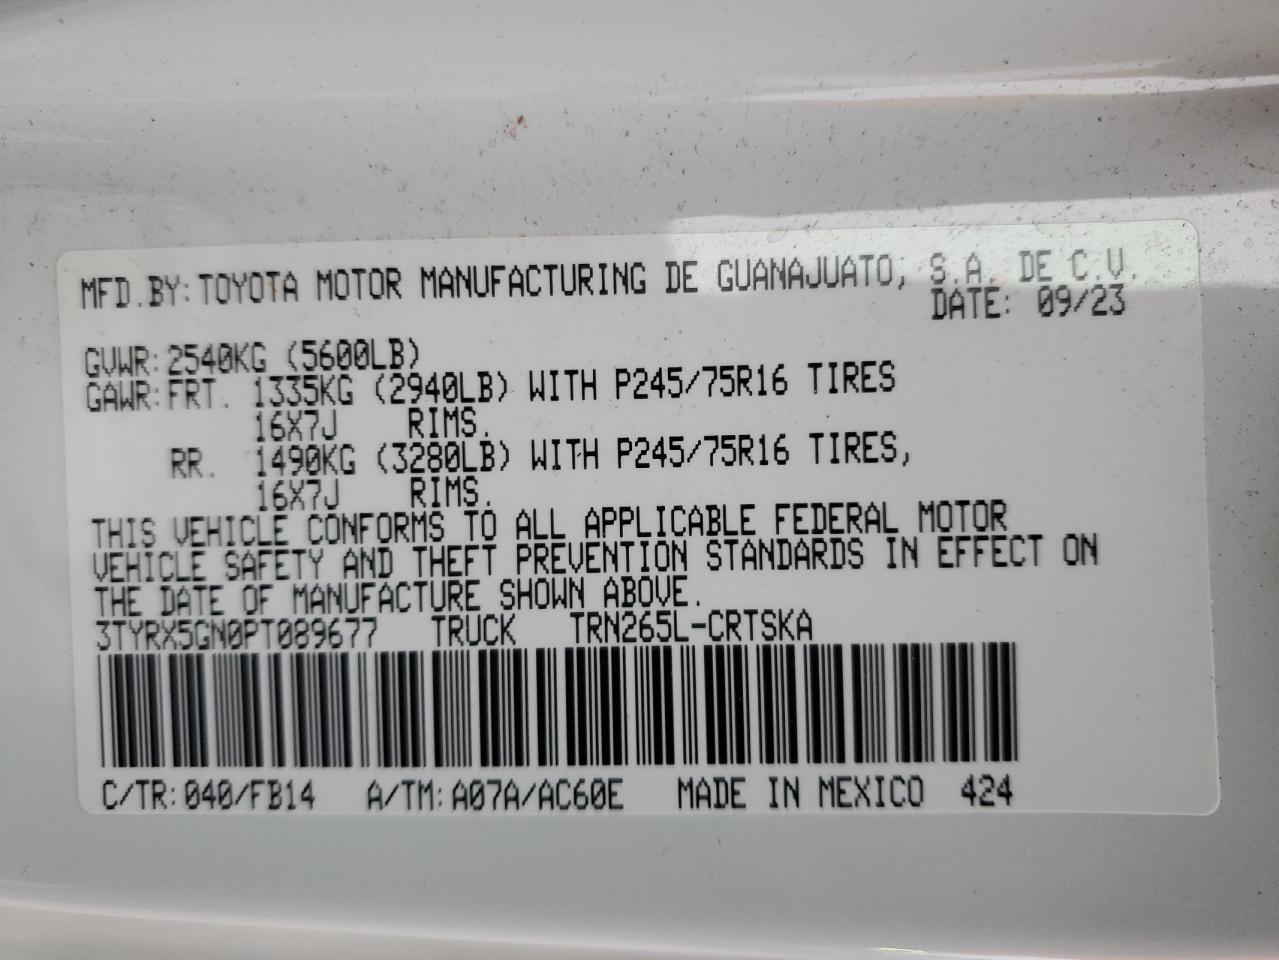 MFD.BY:TOYOTA MOTOR MANUFACTURING DE GUANAJUATO, S.A. DE C.V.
DATE: 09/23
GVWR:2540KG (5600LB)
GAWR:FRT. 1335KG (2940LB) WITH P245/75R16 TIRES
16X7J RIMS.
RR. 1490KG (3280LB) WITH P245/75R16 TIRES,
16X7J RIMS.
THIS VEHICLE CONFORMS TO ALL APPLICABLE FEDERAL MOTOR
VEHICLE SAFETY AND THEFT PREVENTION STANDARDS IN EFFECT ON
THE DATE OF MANUFACTURE SHOWN ABOVE.
3TYRX5GN0PT089677 TRUCK TRN265L-CRTSKA
C/TR:040/FB14 A/TM:A07A/AC60E MADE IN MEXICO 424